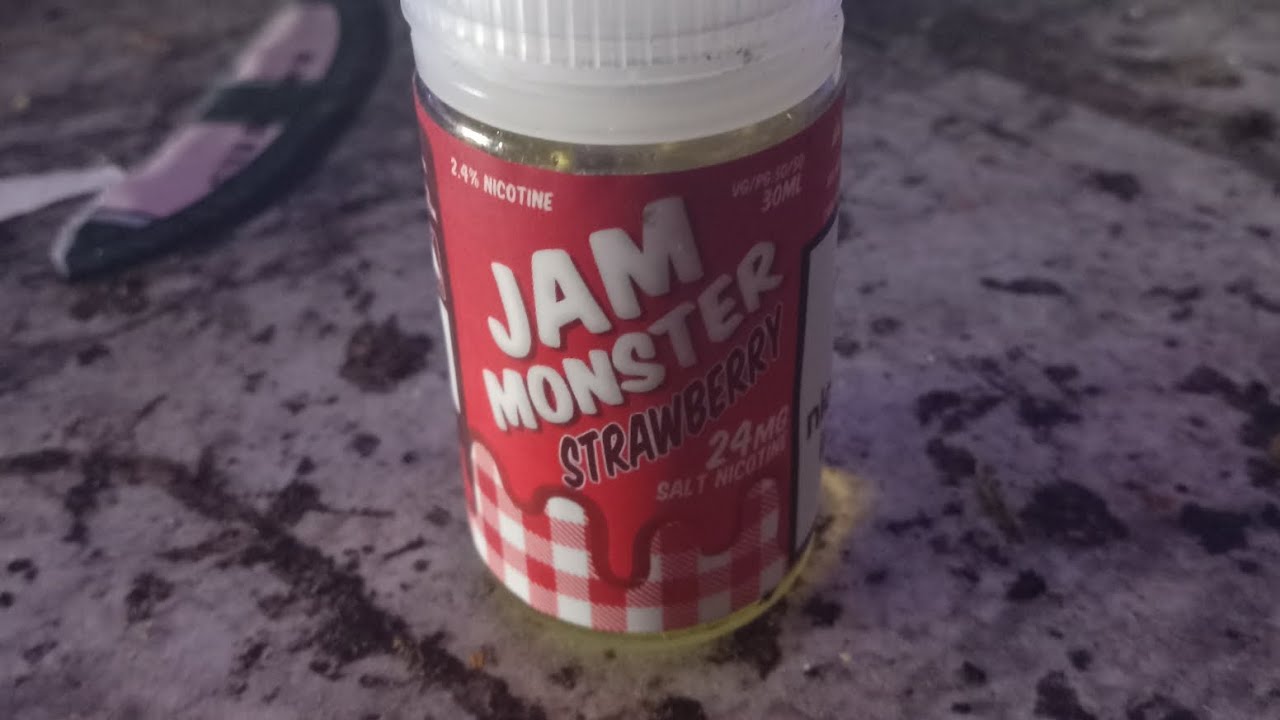 2.4% NICOTINE
VG/PG 50/50
30ML
JAM
MONSTER
STRAWBERRY
24MG
SALT NICOTINE